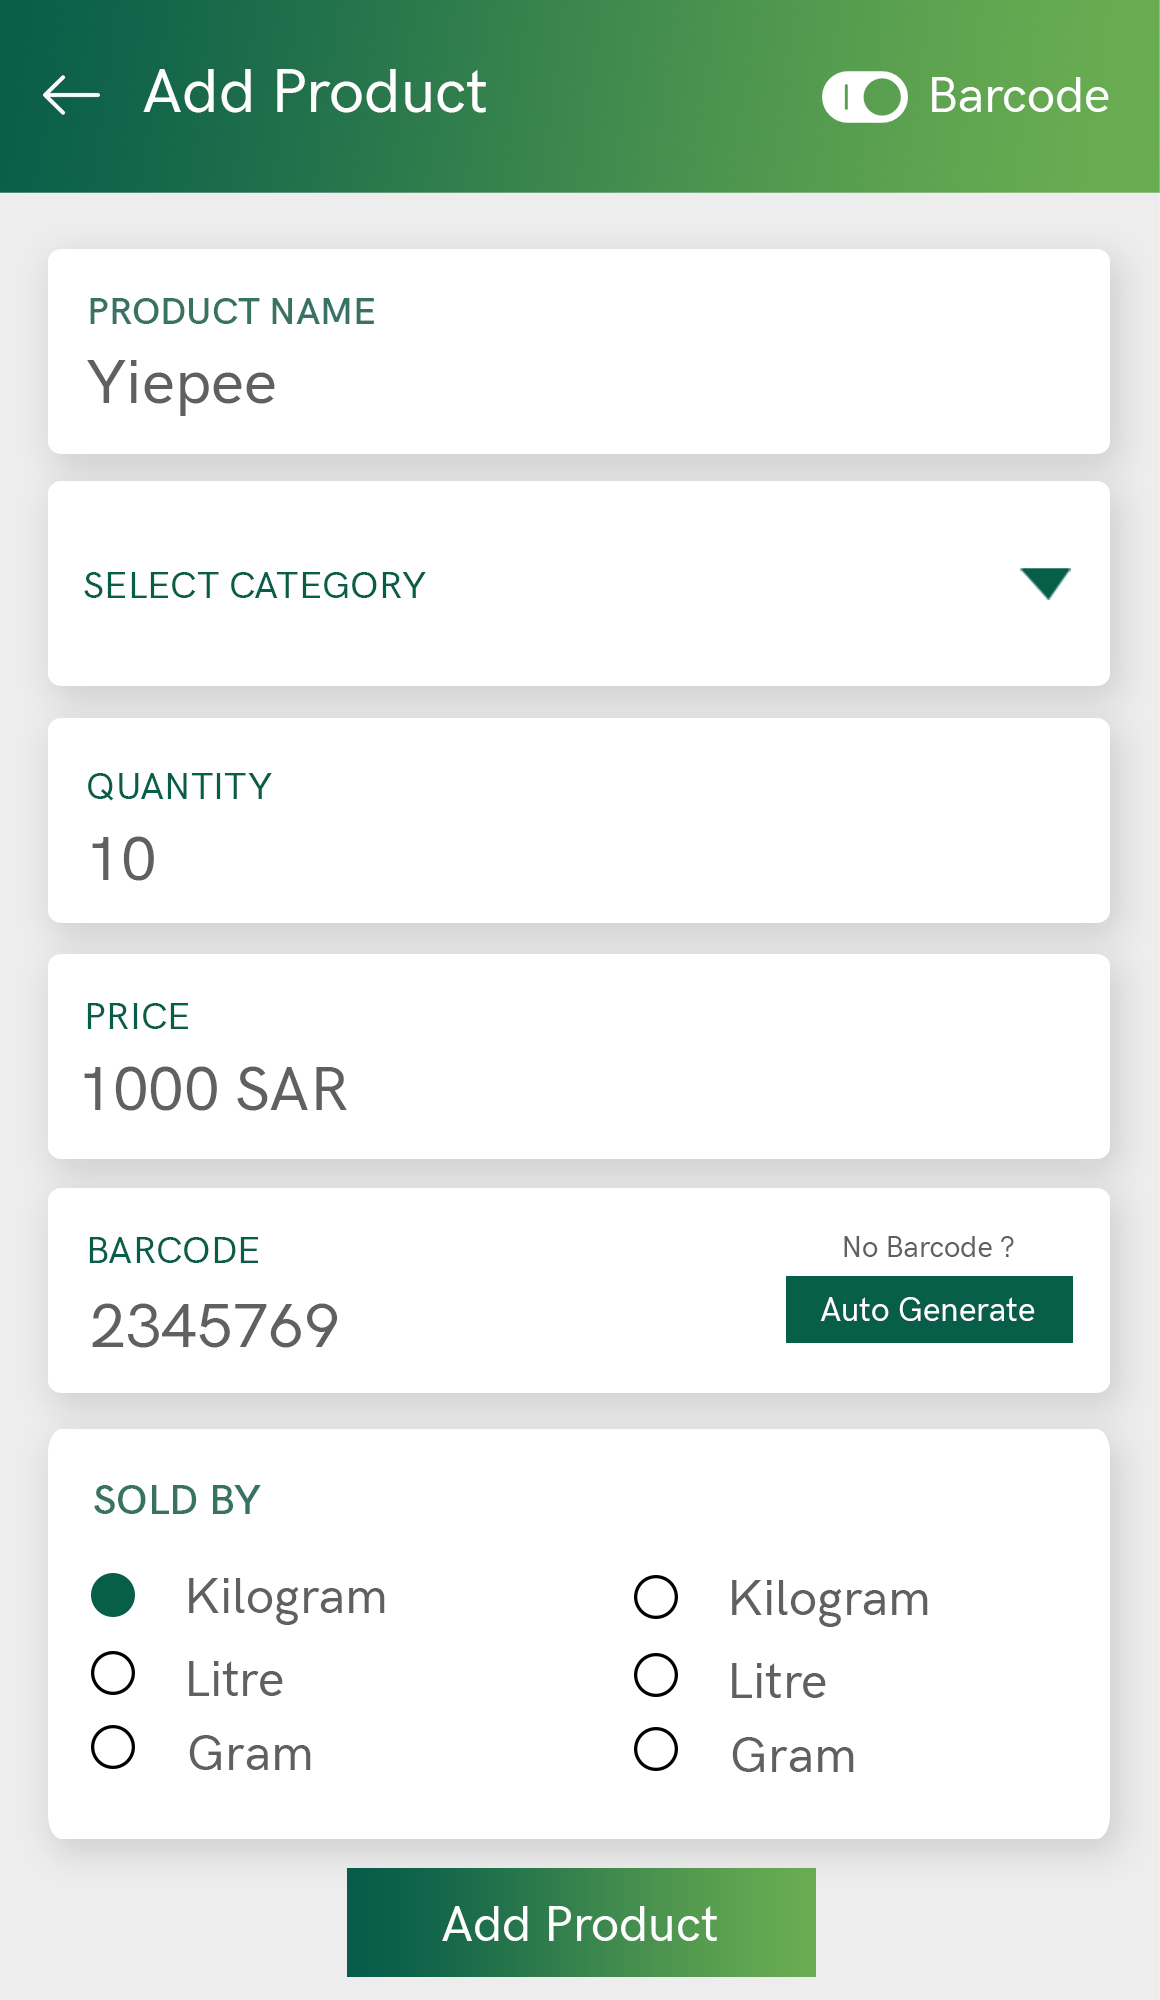 Add Product
Barcode
PRODUCT NAME
Yiepee
SELECT CATEGORY
QUANTITY
10
PRICE
1000 SAR
BARCODE
No Barcode ?
2345769
Auto Generate
SOLD BY
Kilogram
Kilogram
Litre
Litre
Gram
Gram
Add Product